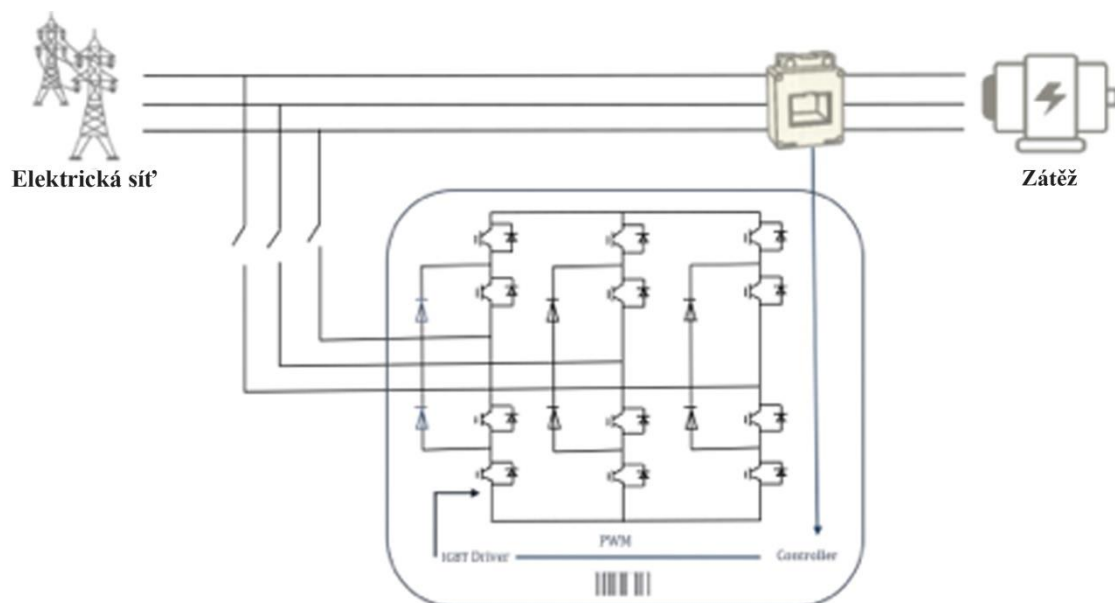 Elektrická síť
Zátěž
PWM
IGBT Driver
Controller